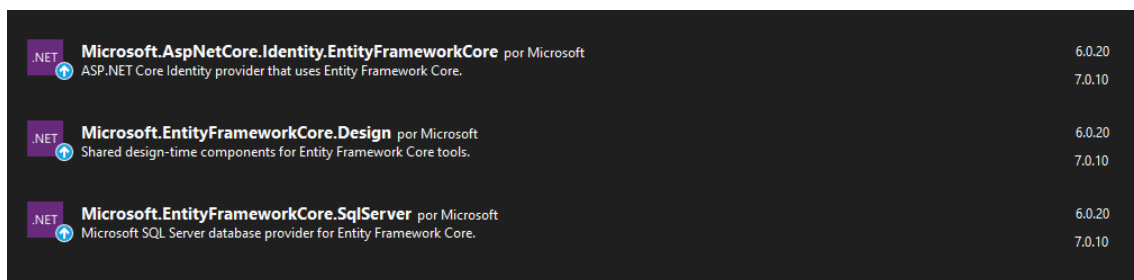 .NET
Microsoft.AspNetCore.Identity.EntityFrameworkCore por Microsoft 6.0.20
ASP.NET Core Identity provider that uses Entity Framework Core.
7.0.10
.NET
Microsoft.EntityFrameworkCore.Design por Microsoft 6.0.20
Shared design-time components for Entity Framework Core tools.
7.0.10
.NET
Microsoft.EntityFrameworkCore.SqlServer por Microsoft 6.0.20
Microsoft SQL Server database provider for Entity Framework Core.
7.0.10